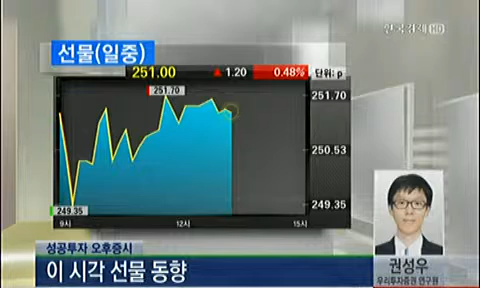 한국경제 HD
선물(일중)
251.00 ▲ 1.20 0.48% 단위: p
251.70
251.70
250.53
249.35
249.35
9시 12시 15시
성공투자 오후증시
이 시각 선물 동향
권성우
우리투자증권 연구원